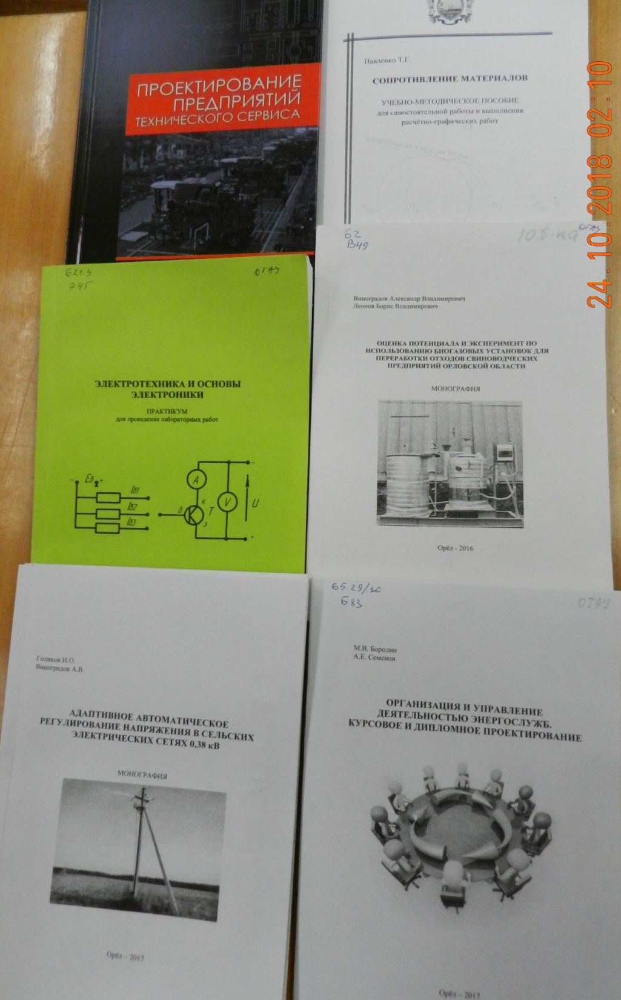 ПРОЕКТИРОВАНИЕ
ПРЕДПРИЯТИЙ
ТЕХНИЧЕСКОГО СЕРВИСА
Павленко Т.Г.
СОПРОТИВЛЕНИЕ МАТЕРИАЛОВ
УЧЕБНО-МЕТОДИЧЕСКОЕ ПОСОБИЕ
для самостоятельной работы и выполнения
расчётно-графических работ
касательная к кругам Мора
24.10.2018 02:10
621.3
Э45
ОГАУ
ЭЛЕКТРОТЕХНИКА И ОСНОВЫ
ЭЛЕКТРОНИКИ
ПРАКТИКУМ
для проведения лабораторных работ
- Eб +
Iб1
Iб2
Iб3
A
V
U
б
к
T
э
-
+
62
В49
10 б-ка
ОГАУ
Виноградов Александр Владимирович
Леонов Борис Владимирович
ОЦЕНКА ПОТЕНЦИАЛА И ЭКСПЕРИМЕНТ ПО
ИСПОЛЬЗОВАНИЮ БИОГАЗОВЫХ УСТАНОВОК ДЛЯ
ПЕРЕРАБОТКИ ОТХОДОВ СВИНОВОДЧЕСКИХ
ПРЕДПРИЯТИЙ ОРЛОВСКОЙ ОБЛАСТИ
МОНОГРАФИЯ
Орёл - 2016
Голиков И.О.
Виноградов А.В.
АДАПТИВНОЕ АВТОМАТИЧЕСКОЕ
РЕГУЛИРОВАНИЕ НАПРЯЖЕНИЯ В СЕЛЬСКИХ
ЭЛЕКТРИЧЕСКИХ СЕТЯХ 0,38 кВ
МОНОГРАФИЯ
Орёл – 2017
65.29/30
Б83
ОГАУ
М.В. Бородин
А.Е. Семенов
ОРГАНИЗАЦИЯ И УПРАВЛЕНИЕ
ДЕЯТЕЛЬНОСТЬЮ ЭНЕРГОСЛУЖБ.
КУРСОВОЕ И ДИПЛОМНОЕ ПРОЕКТИРОВАНИЕ
Орёл – 2017